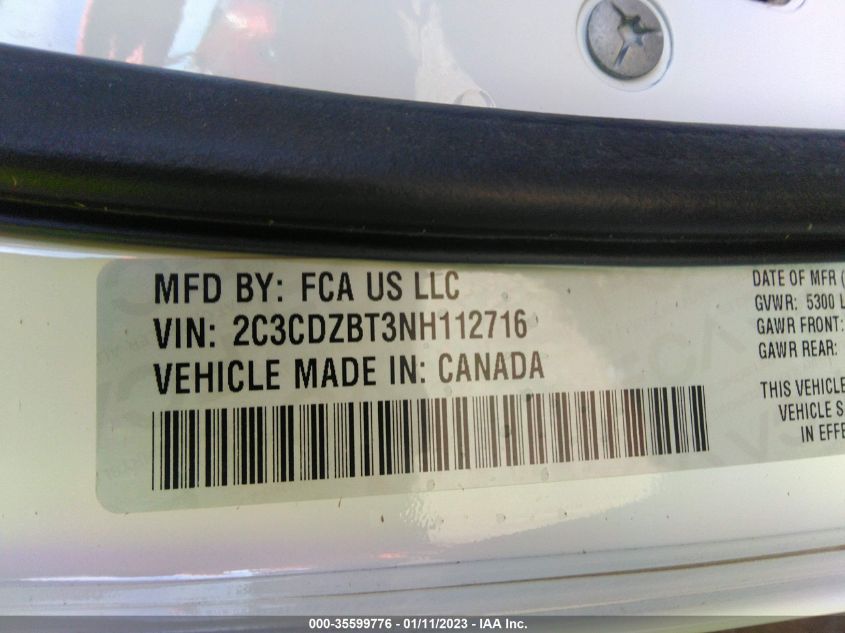 MFD BY: FCA US LLC
VIN: 2C3CDZBT3NH112716
VEHICLE MADE IN: CANADA
DATE OF MFR (
GVWR: 5300 L
GAWR FRONT:
GAWR REAR:
THIS VEHICLE
VEHICLE S
IN EFFE
000-35599776 — 01/11/2023 — IAA Inc.